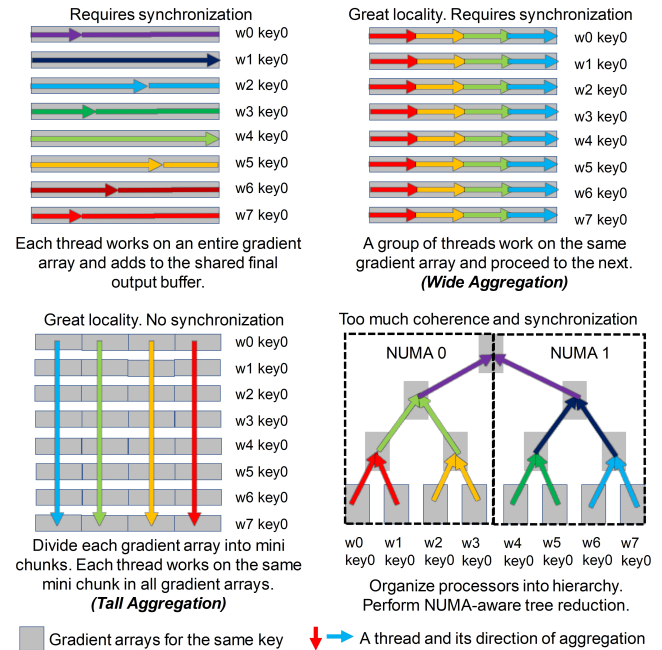 Requires synchronization
w0 key0
w1 key0
w2 key0
w3 key0
w4 key0
w5 key0
w6 key0
w7 key0
Each thread works on an entire gradient
array and adds to the shared final
output buffer.
Great locality. Requires synchronization
w0 key0
w1 key0
w2 key0
w3 key0
w4 key0
w5 key0
w6 key0
w7 key0
A group of threads work on the same
gradient array and proceed to the next.
(Wide Aggregation)
Great locality. No synchronization
w0 key0
w1 key0
w2 key0
w3 key0
w4 key0
w5 key0
w6 key0
w7 key0
Divide each gradient array into mini
chunks. Each thread works on the same
mini chunk in all gradient arrays.
(Tall Aggregation)
Too much coherence and synchronization
NUMA 0 NUMA 1
w0 w1 w2 w3 w4 w5 w6 w7
key0 key0 key0 key0 key0 key0 key0 key0
Organize processors into hierarchy.
Perform NUMA-aware tree reduction.
Gradient arrays for the same key
A thread and its direction of aggregation